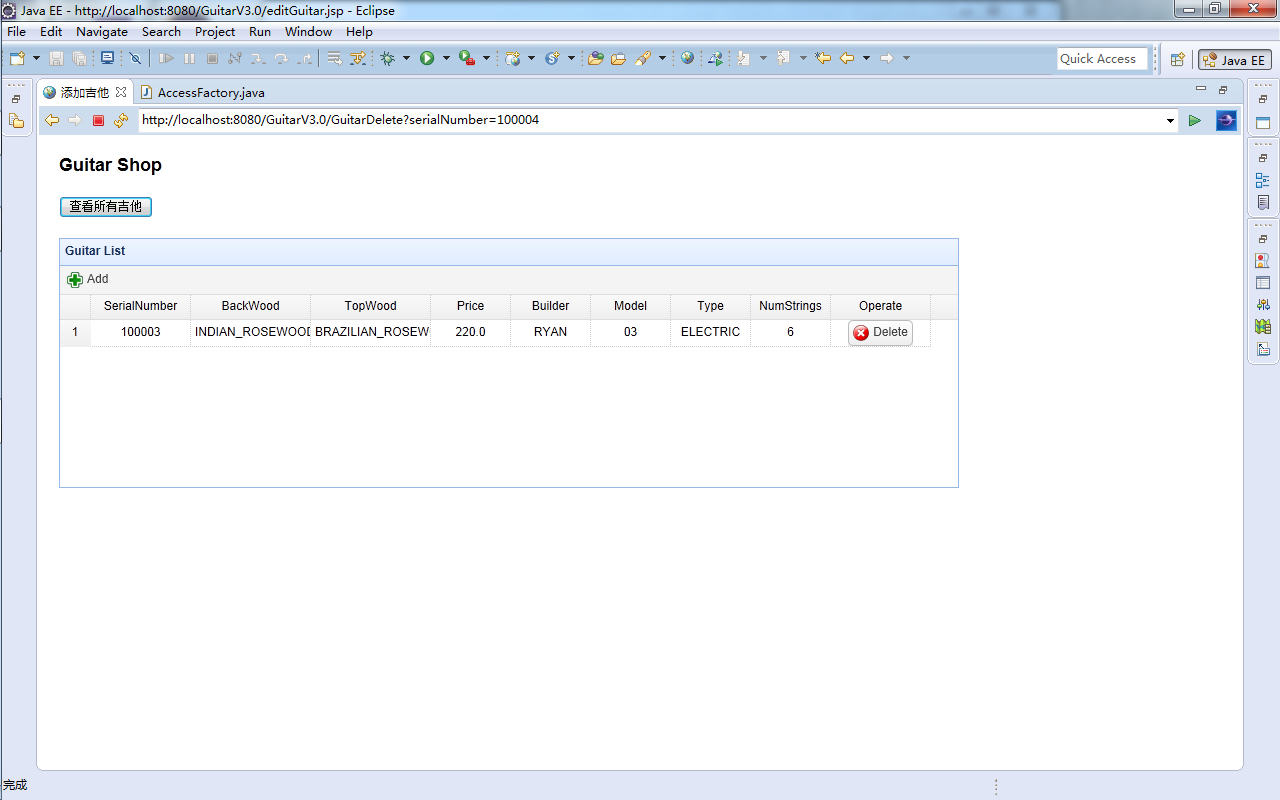 Java EE - http://localhost:8080/GuitarV3.0/editGuitar.jsp - Eclipse
File Edit Navigate Search Project Run Window Help
Quick Access Java EE
添加吉他 AccessFactory.java
http://localhost:8080/GuitarV3.0/GuitarDelete?serialNumber=100004
Guitar Shop
查看所有吉他
Guitar List
Add
SerialNumber BackWood TopWood Price Builder Model Type NumStrings Operate
1 100003 INDIAN_ROSEWOOD BRAZILIAN_ROSEW 220.0 RYAN 03 ELECTRIC 6 Delete
完成